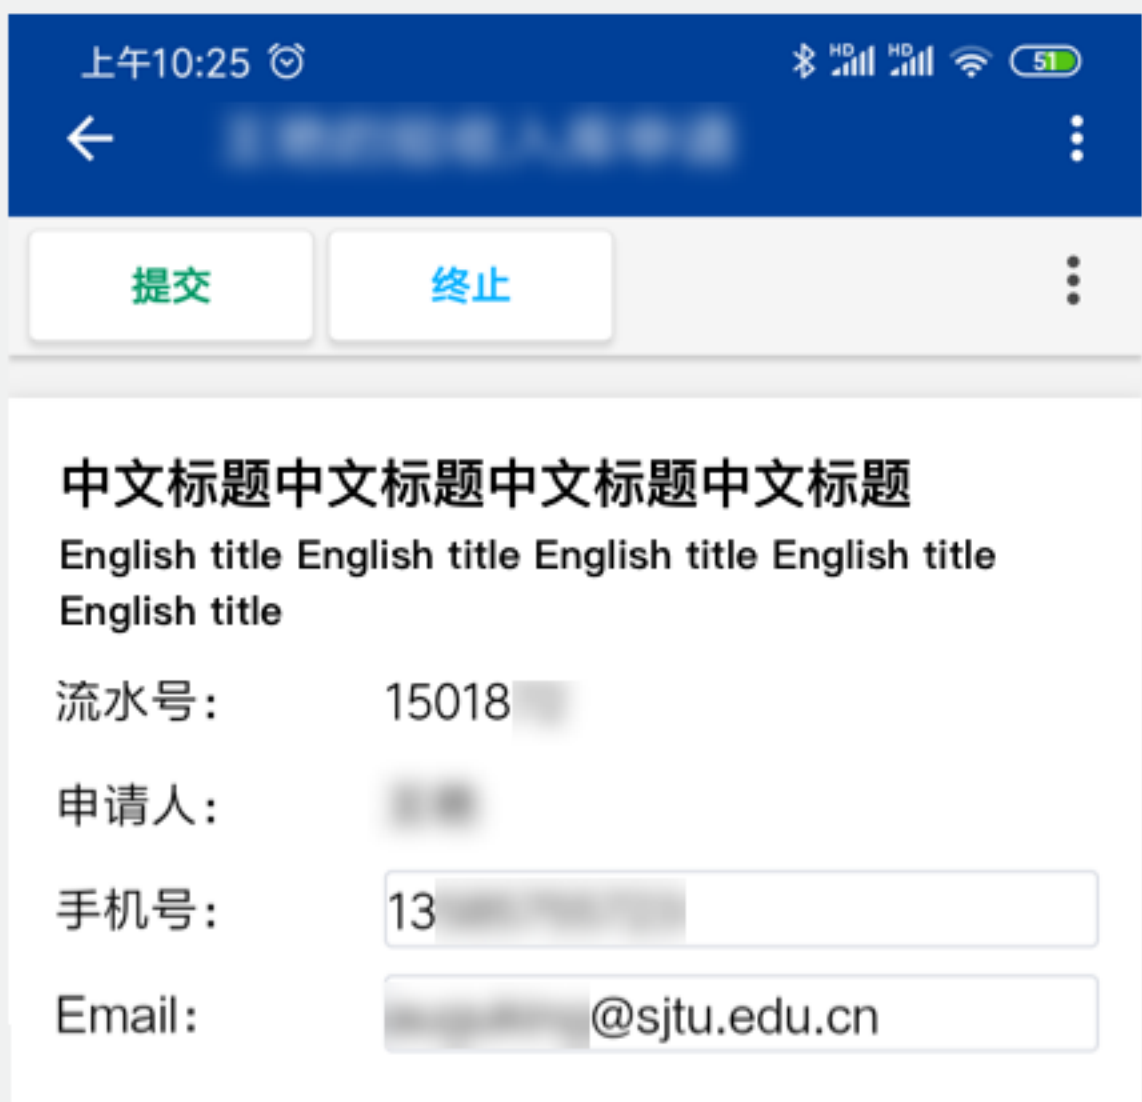 上午10:25
HD HD 51
提交 终止
中文标题中文标题中文标题中文标题
English title English title English title English title
English title
流水号: 15018
申请人:
手机号: 13
Email: @sjtu.edu.cn